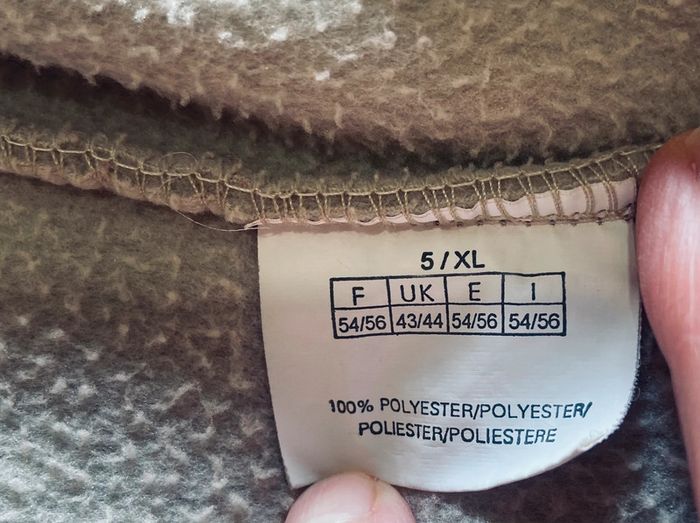 5 / XL
F UK E I
54/56 43/44 54/56 54/56
100% POLYESTER/POLYESTER/
POLIESTER/POLIESTERE